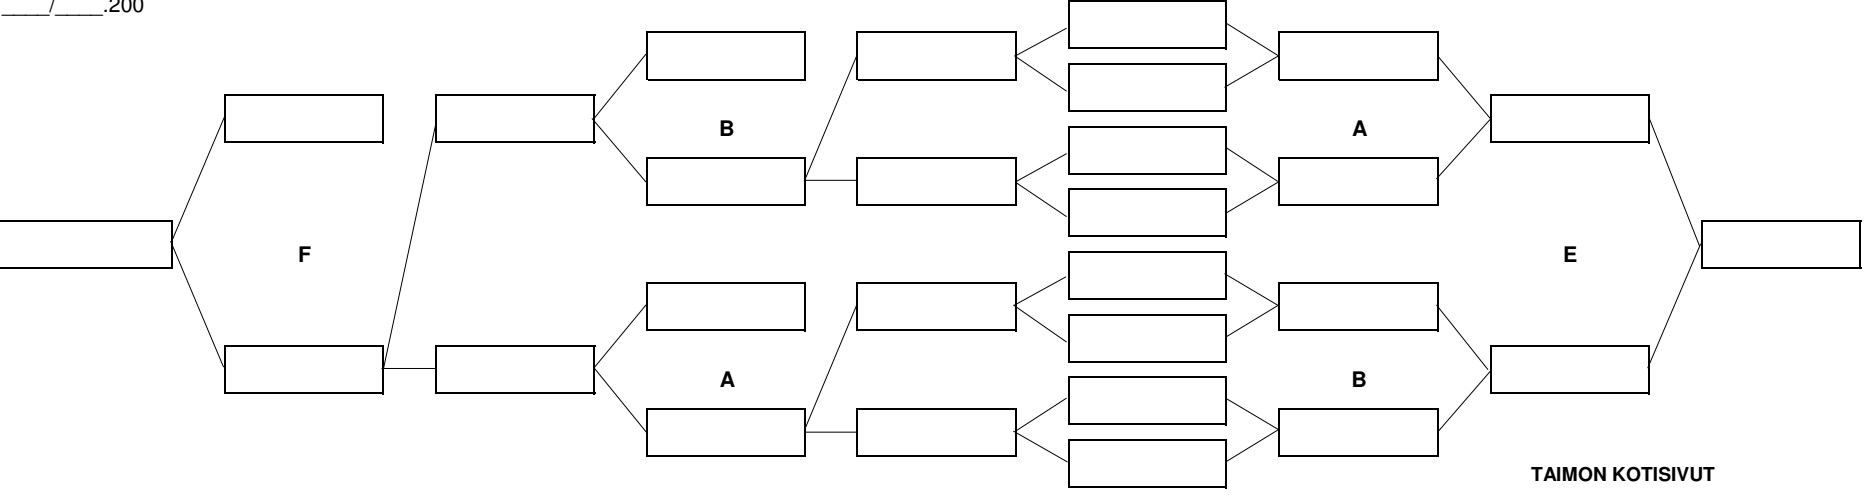 ____/____.200
B
A
F
E
A
B
TAIMON KOTISIVUT